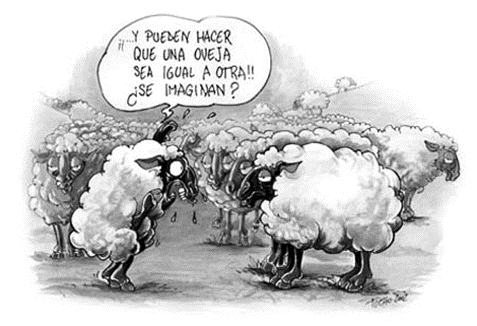 ¡¡...Y PUEDEN HACER
QUE UNA OVEJA
SEA IGUAL A OTRA!!
¿¡SE IMAGINAN?